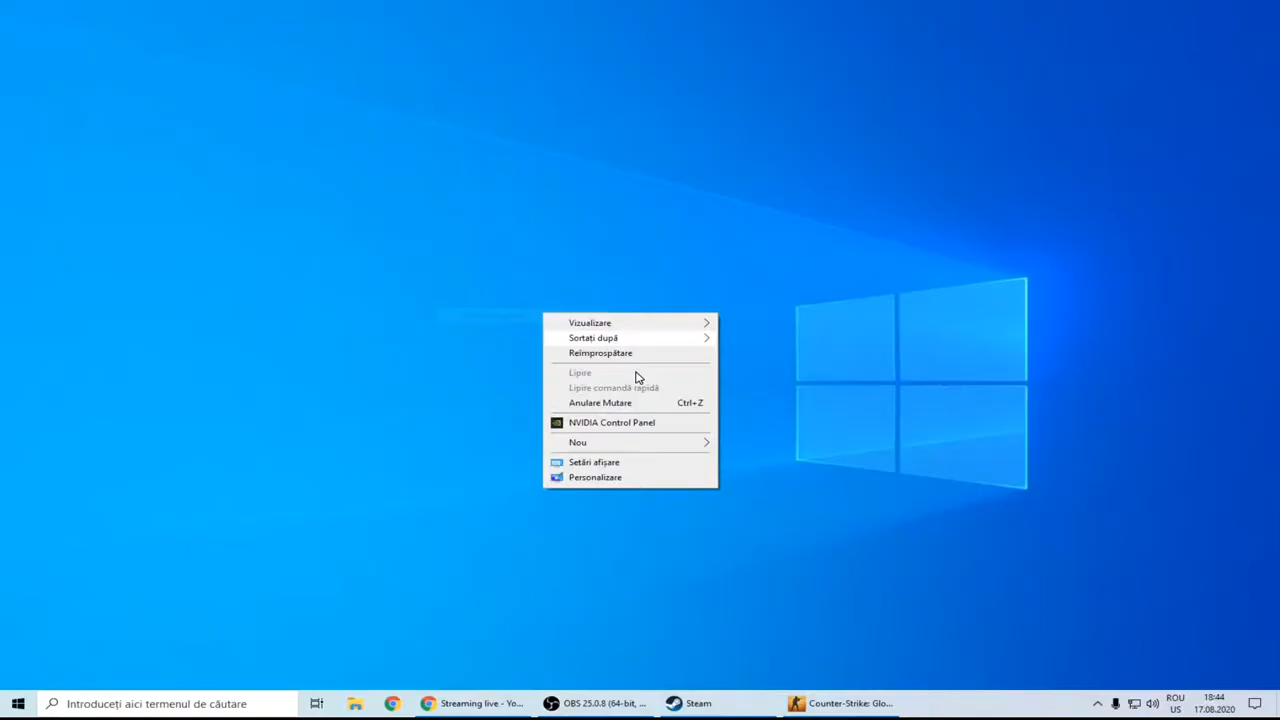 Vizualizare
Sortați după
Reîmprospătare
Lipire
Lipire comandă rapidă
Anulare Mutare Ctrl+Z
NVIDIA Control Panel
Nou
Setări afișare
Personalizare
Introduceți aici termenul de căutare
Streaming live - Yo...
OBS 25.0.8 (64-bit, ...
Steam
Counter-Strike: Glo...
ROU
US
18:44
17.08.2020